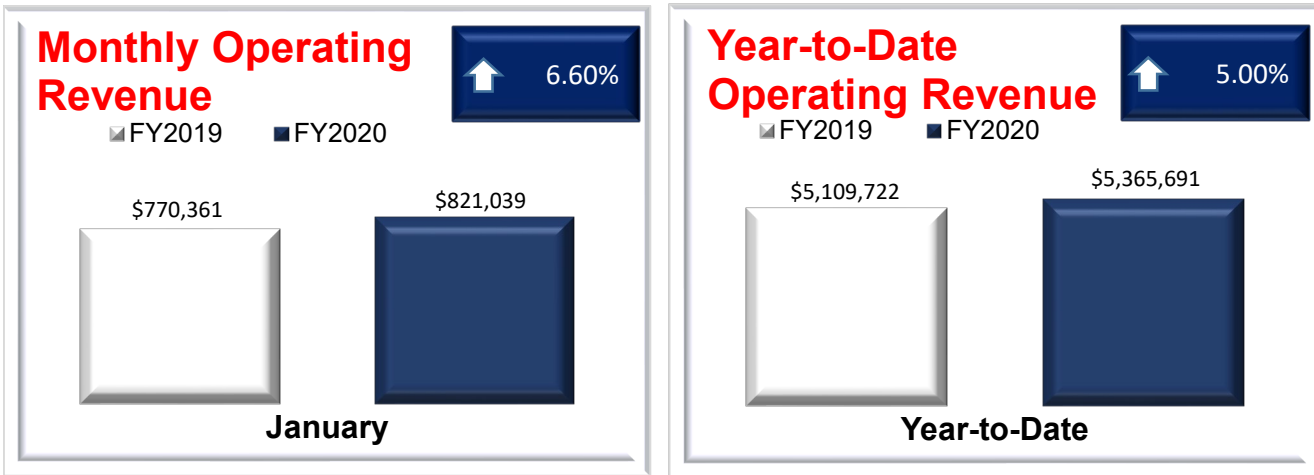 Monthly Operating
Revenue
6.60%
FY2019 FY2020
$770,361
$821,039
January
Year-to-Date
Operating Revenue
5.00%
FY2019 FY2020
$5,109,722
$5,365,691
Year-to-Date